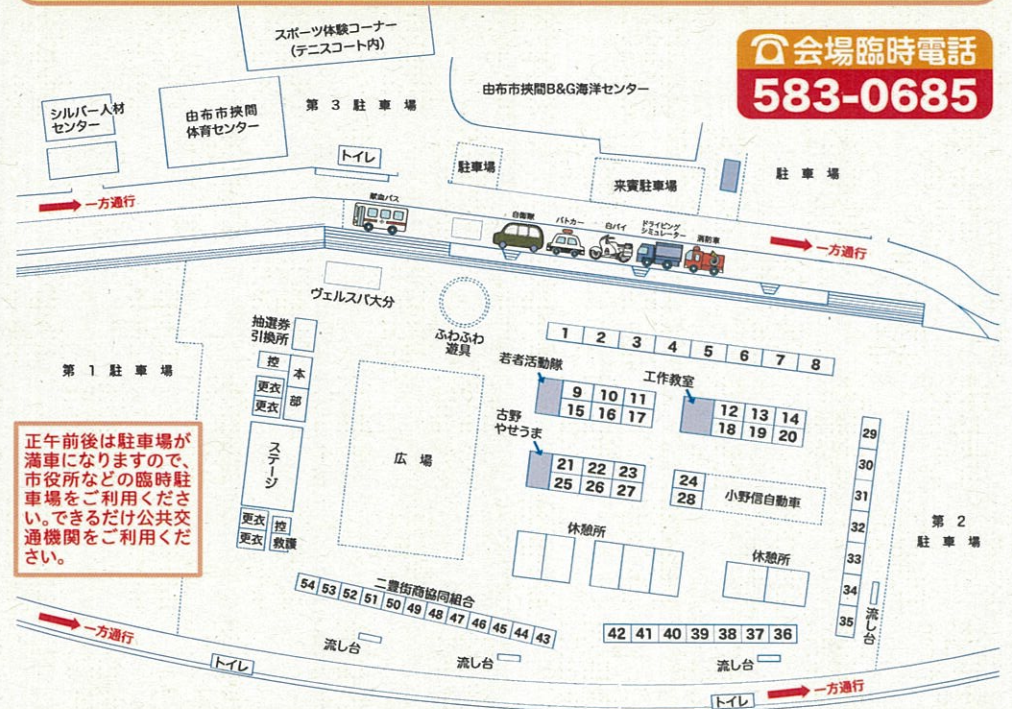 スポーツ体験コーナー
(テニスコート内)
会場臨時電話
583-0685
シルバー人材
センター
由布市挾間
体育センター
第3駐車場
由布市挾間B&G海洋センター
トイレ
駐車場
来賓駐車場
駐車場
一方通行
献血バス
自衛隊
パトカー
白バイ
ドライビング
シミュレーター
消防車
一方通行
ヴェルスパ大分
ふわふわ
遊具
抽選券
引換所
控
本部
更衣
更衣
第1駐車場
ステージ
広場
更衣
更衣
控
救護
正午前後は駐車場が
満車になりますので、
市役所などの臨時駐
車場をご利用くださ
い。できるだけ公共交
通機関をご利用くだ
さい。
1 2 3 4 5 6 7 8
若者活動隊
9 10 11
15 16 17
工作教室
12 13 14
18 19 20
古野
やせうま
21 22 23
25 26 27
24
28
小野信自動車
29
30
31
32
33
34
35
第2
駐車場
流し台
休憩所
休憩所
二豊街商協同組合
54 53 52 51 50 49 48 47 46 45 44 43
42 41 40 39 38 37 36
流し台
流し台
流し台
一方通行
トイレ
トイレ
一方通行